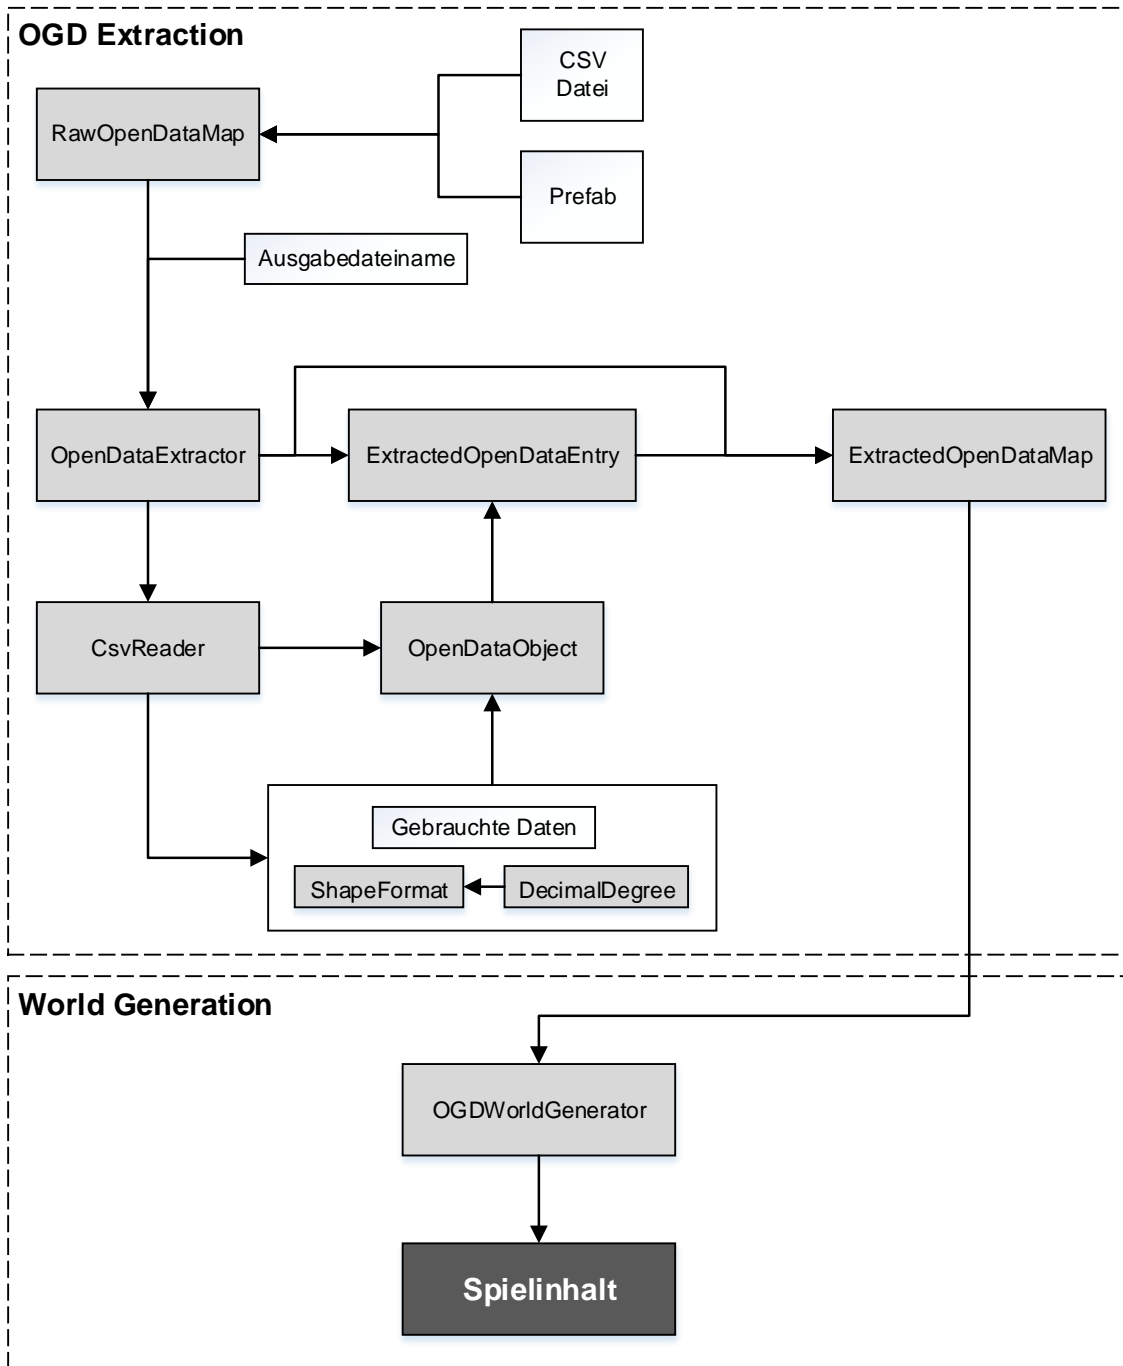 OGD Extraction
CSV
Datei
RawOpenDataMap
Prefab
Ausgabedateiname
OpenDataExtractor
ExtractedOpenDataEntry
ExtractedOpenDataMap
CsvReader
OpenDataObject
Gebrauchte Daten
ShapeFormat
DecimalDegree
World Generation
OGDWorldGenerator
Spielinhalt